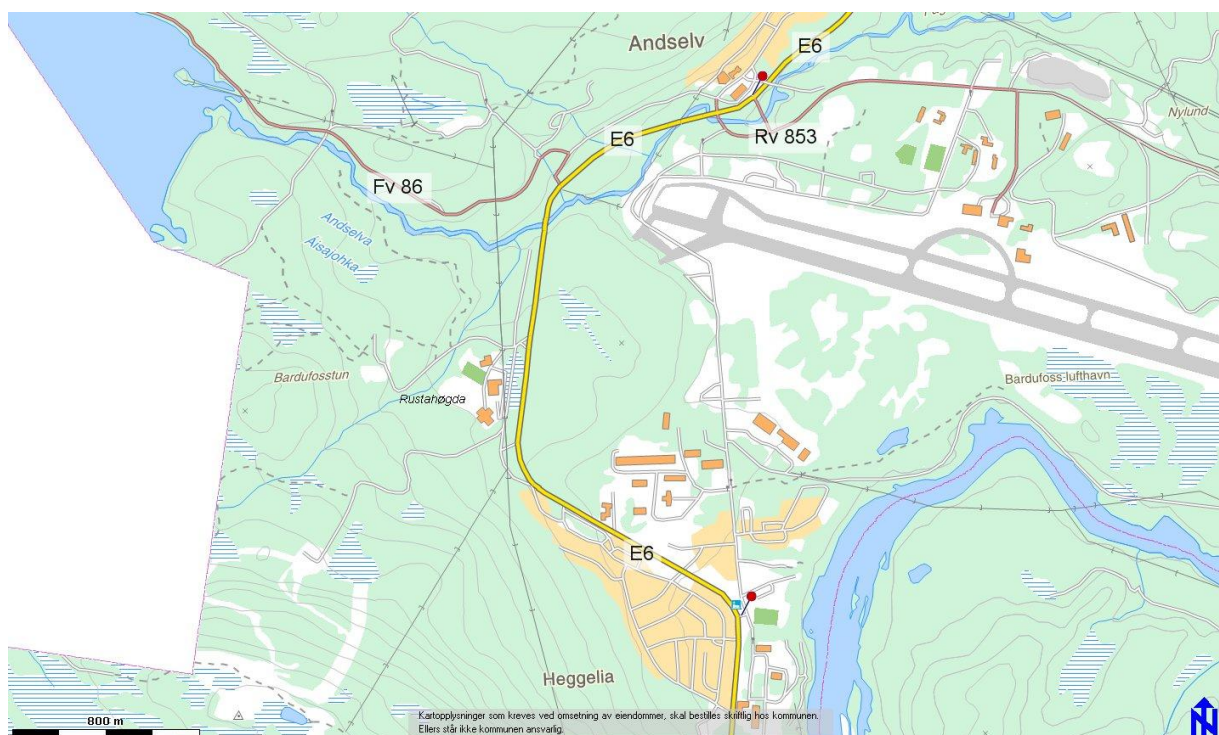 Andselv
E6
E6
Rv 853
Nylund
Fv 86
Andselva
Áisajohka
Bardufosstun
Bardufoss lufthavn
Rustahøgda
E6
Heggelia
800 m
Kartopplysninger som kreves ved omsetning av eiendommer, skal bestilles skriftlig hos kommunen.
Ellers står ikke kommunen ansvarlig.
N